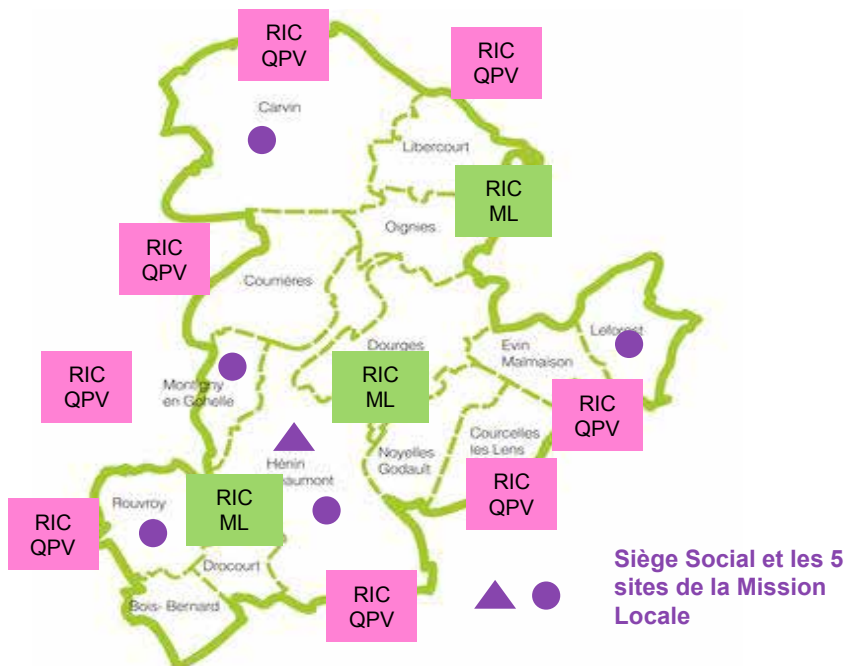 RIC
QPV
RIC
QPV
Carvin
Libercourt
RIC
ML
Oignies
RIC
QPV
Courrières
Dourges
Evin
Malmaison
Leforest
RIC
QPV
Montigny
en Gohelle
RIC
ML
RIC
QPV
Courcelles
les Lens
Noyelles
Godault
Hénin
eaumont
RIC
QPV
RIC
ML
Rouvroy
RIC
QPV
Drocourt
RIC
QPV
Bois- Bernard
Siège Social et les 5
sites de la Mission
Locale